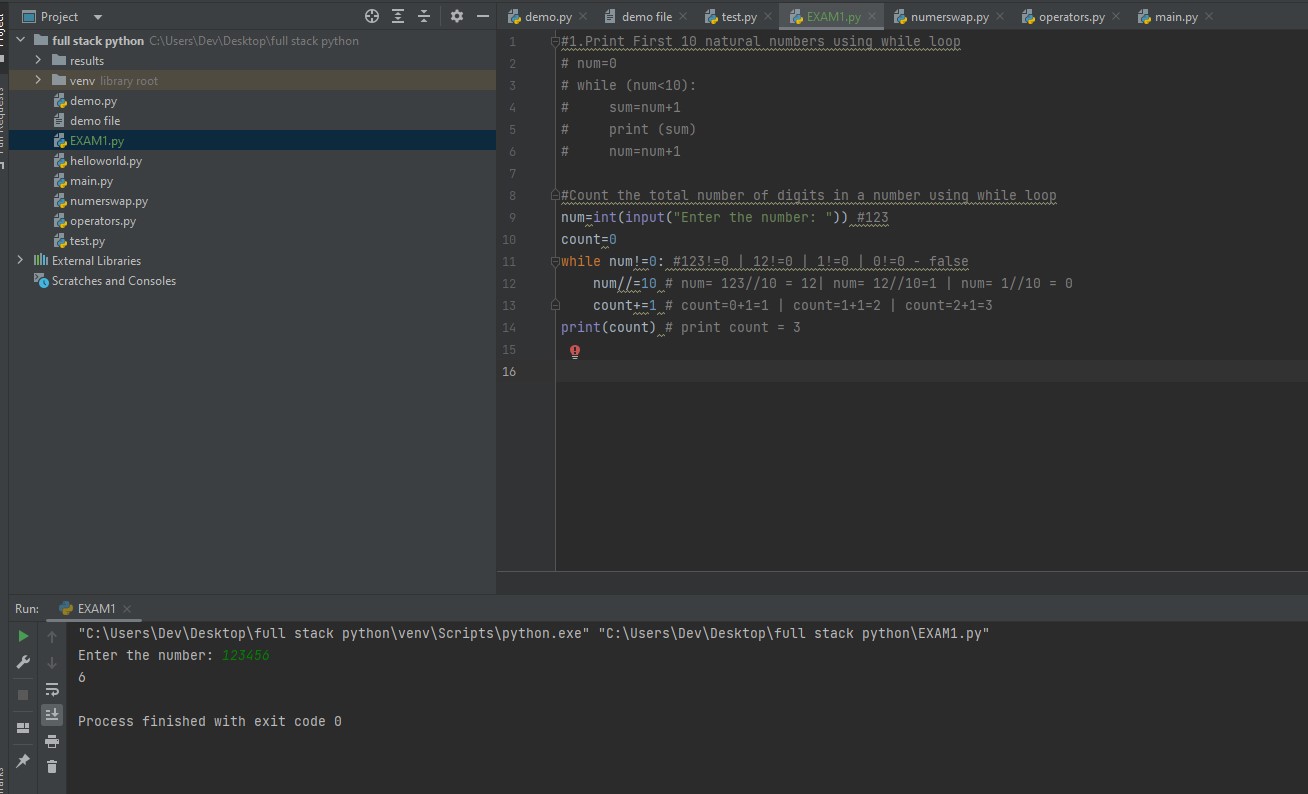 Project
full stack python C:\Users\Dev\Desktop\full stack python
results
venv library root
demo.py
demo file
EXAM1.py
helloworld.py
main.py
numerswap.py
operators.py
test.py
External Libraries
Scratches and Consoles
demo.py demo file test.py EXAM1.py numerswap.py operators.py main.py
1 #1.Print First 10 natural numbers using while loop
2 # num=0
3 # while (num<10):
4 #     sum=num+1
5 #     print (sum)
6 #     num=num+1
7
8 #Count the total number of digits in a number using while loop
9 num=int(input("Enter the number: ")) #123
10 count=0
11 while num!=0: #123!=0 | 12!=0 | 1!=0 | 0!=0 - false
12     num//=10 # num= 123//10 = 12| num= 12//10=1 | num= 1//10 = 0
13     count+=1 # count=0+1=1 | count=1+1=2 | count=2+1=3
14 print(count) # print count = 3
15
16
Run: EXAM1
"C:\Users\Dev\Desktop\full stack python\venv\Scripts\python.exe" "C:\Users\Dev\Desktop\full stack python\EXAM1.py"
Enter the number: 123456
6
Process finished with exit code 0